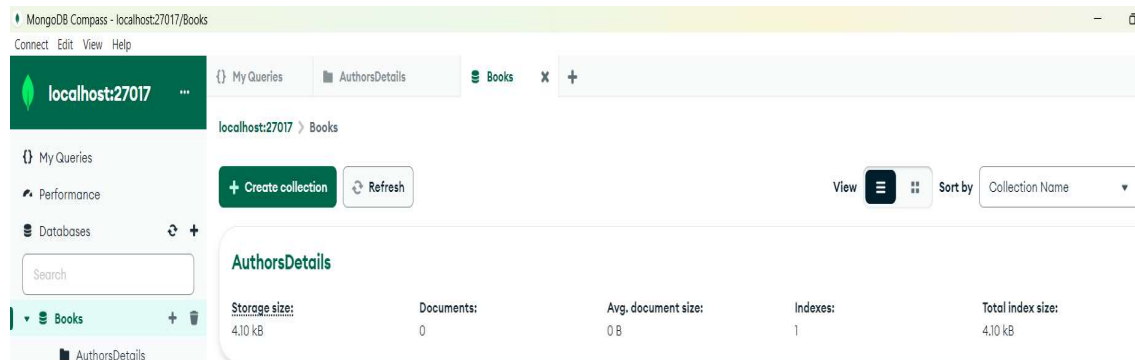 MongoDB Compass - localhost:27017/Books
Connect Edit View Help
localhost:27017 ...
{} My Queries
Performance
Databases
Search
Books
AuthorsDetails
{} My Queries AuthorsDetails Books
localhost:27017 > Books
+ Create collection Refresh View Sort by Collection Name
AuthorsDetails
Storage size: Documents: Avg. document size: Indexes: Total index size:
4.10 kB 0 0 B 1 4.10 kB